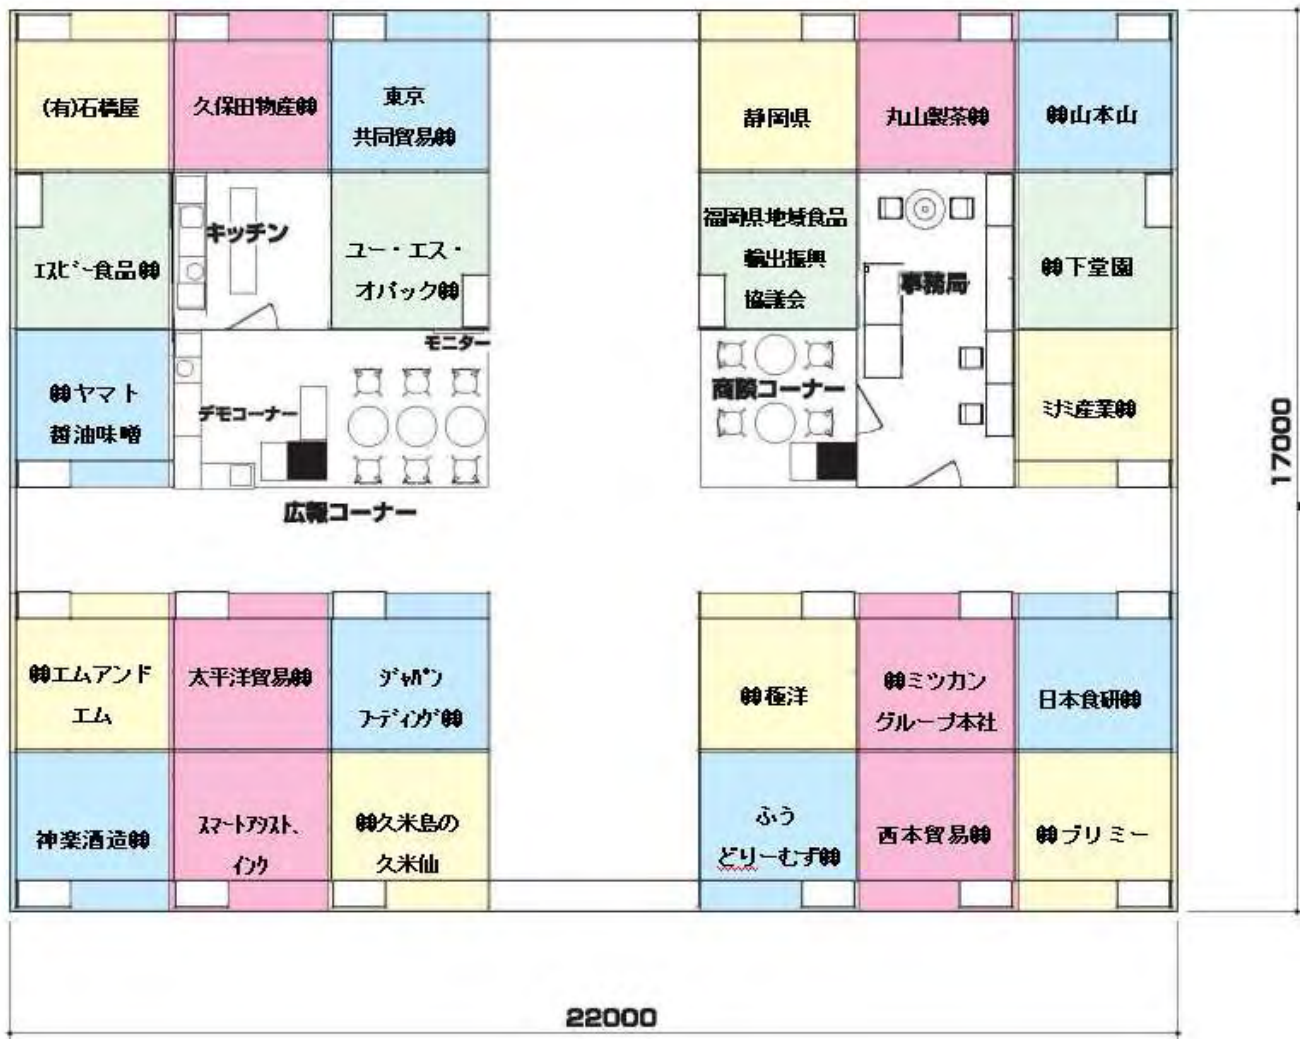 (有)石橋屋
久保田物産㈱
東京
共同貿易㈱
静岡県
丸山製茶㈱
㈱山本山
ｴｽﾋﾞｰ食品㈱
キッチン
ユー・エス・
オパック㈱
福岡県地域食品
輸出振興
協議会
事務局
㈱下堂園
モニター
㈱ヤマト
醤油味噌
デモコーナー
商談コーナー
ﾐﾅﾐ産業㈱
広報コーナー
17000
㈱エムアンド
エム
太平洋貿易㈱
ｼﾞｬﾊﾟﾝ
ﾌｰﾃﾞｨﾝｸﾞ㈱
㈱極洋
㈱ミツカン
グループ本社
日本食研㈱
神楽酒造㈱
ｽﾏｰﾄｱｼｽﾄ、
ｲﾝｸ
㈱久米島の
久米仙
ふう
どりーむず㈱
西本貿易㈱
㈱ブリミー
22000